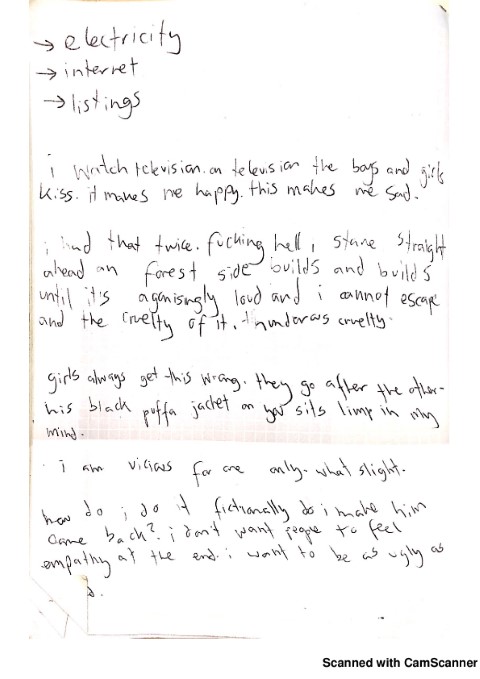 → electricity
→ internet
→ listings
i watch television. on television the boys and girls
kiss. it makes me happy. this makes me sad.
i had that twice. fucking hell, i stare straight
ahead on forest side builds and builds
until it's agonisingly loud and i cannot escape
and the cruelty of it. thunderous cruelty.
girls always get this wrong. they go after the other-
his black puffa jacket on you sits limp in my
mind.
i am vicious for one only. what slight.
how do i do it fictionally do i make him
come back? i don't want people to feel
empathy at the end. i want to be as ugly as
Scanned with CamScanner